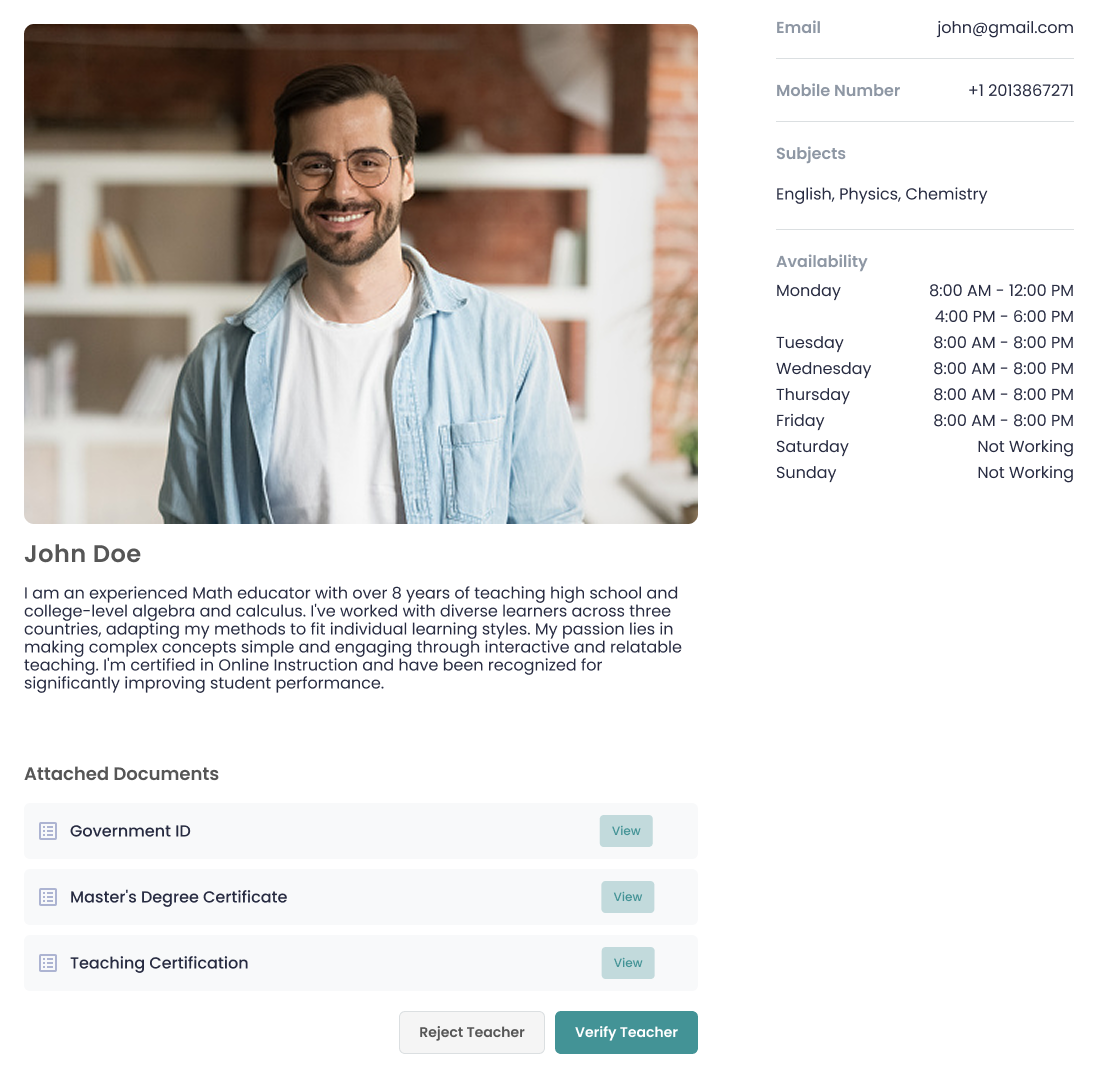 John Doe
I am an experienced Math educator with over 8 years of teaching high school and
college-level algebra and calculus. I've worked with diverse learners across three
countries, adapting my methods to fit individual learning styles. My passion lies in
making complex concepts simple and engaging through interactive and relatable
teaching. I'm certified in Online Instruction and have been recognized for
significantly improving student performance.
Attached Documents
Government ID View
Master's Degree Certificate View
Teaching Certification View
Reject Teacher Verify Teacher
Email john@gmail.com
Mobile Number +1 2013867271
Subjects
English, Physics, Chemistry
Availability
Monday 8:00 AM - 12:00 PM
4:00 PM - 6:00 PM
Tuesday 8:00 AM - 8:00 PM
Wednesday 8:00 AM - 8:00 PM
Thursday 8:00 AM - 8:00 PM
Friday 8:00 AM - 8:00 PM
Saturday Not Working
Sunday Not Working